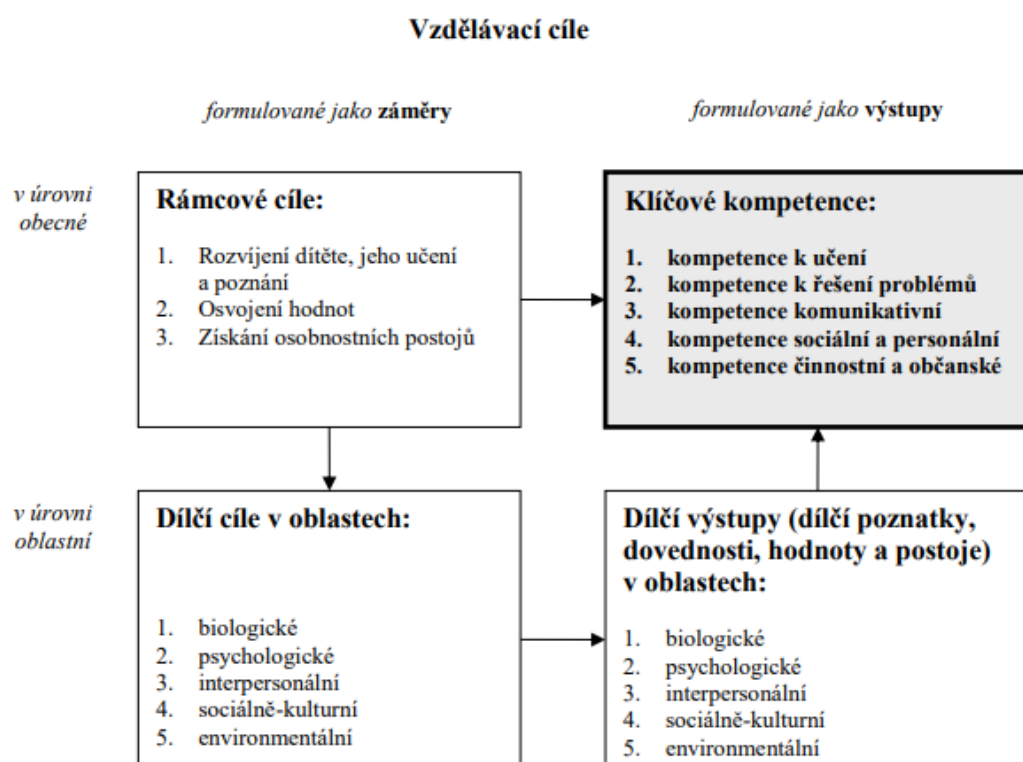 Vzdělávací cíle
formulované jako záměry
formulované jako výstupy
v úrovni
obecné
Rámcové cíle:
1. Rozvíjení dítěte, jeho učení
a poznání
2. Osvojení hodnot
3. Získání osobnostních postojů
Klíčové kompetence:
1. kompetence k učení
2. kompetence k řešení problémů
3. kompetence komunikativní
4. kompetence sociální a personální
5. kompetence činnostní a občanské
v úrovni
oblastní
Dílčí cíle v oblastech:
1. biologické
2. psychologické
3. interpersonální
4. sociálně-kulturní
5. environmentální
Dílčí výstupy (dílčí poznatky,
dovednosti, hodnoty a postoje)
v oblastech:
1. biologické
2. psychologické
3. interpersonální
4. sociálně-kulturní
5. environmentální